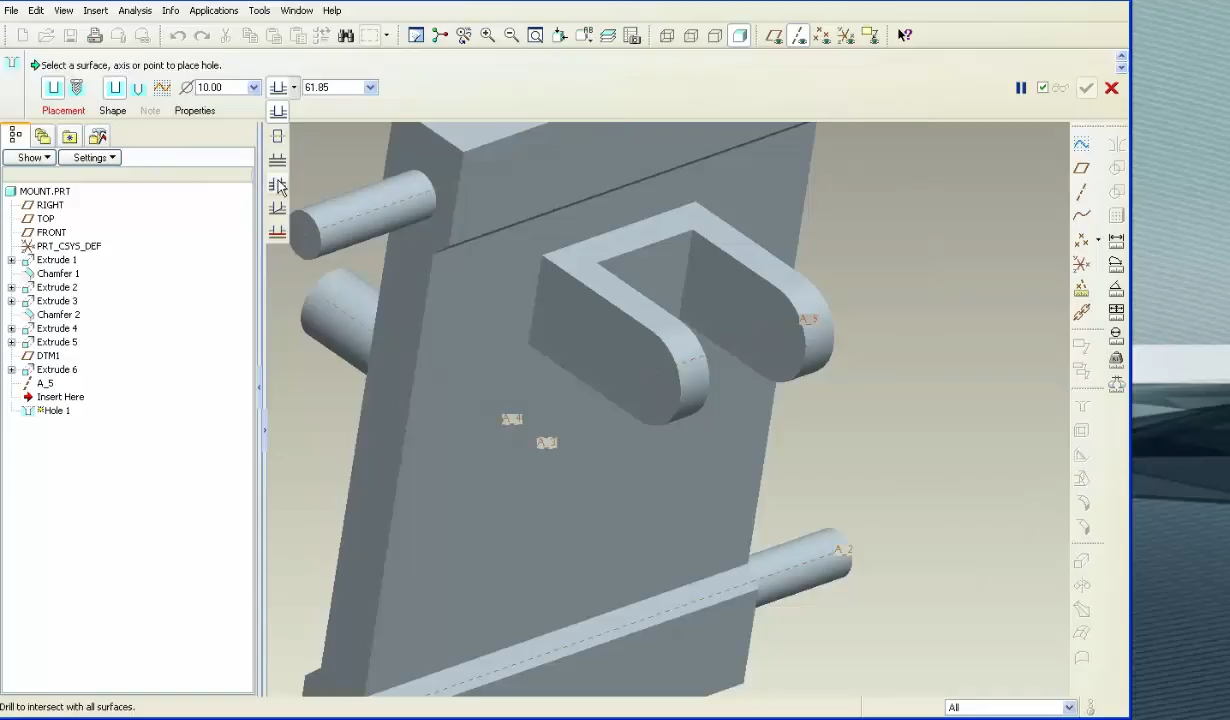 File Edit View Insert Analysis Info Applications Tools Window Help
Select a surface, axis or point to place hole.
10.00 61.85
Placement Shape Note Properties
Show Settings
MOUNT.PRT
RIGHT
TOP
FRONT
PRT_CSYS_DEF
Extrude 1
Chamfer 1
Extrude 2
Extrude 3
Chamfer 2
Extrude 4
Extrude 5
DTM1
Extrude 6
A_5
Insert Here
Hole 1
A_5
A_4
A_2
Drill to intersect with all surfaces.
All